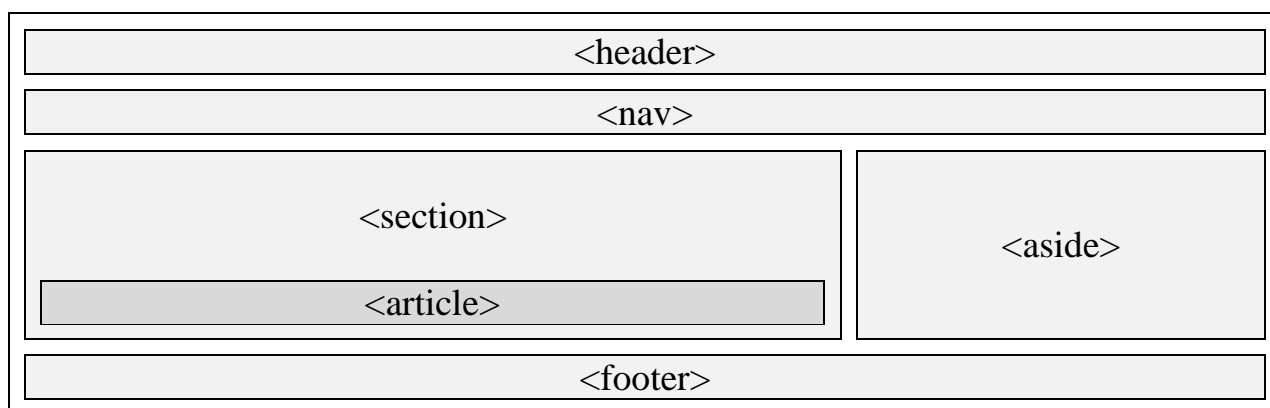 <header>
<nav>
<section>
<aside>
<article>
<footer>